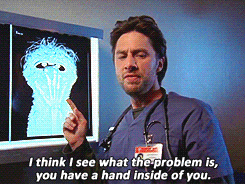 I think I see what the problem is,
you have a hand inside of you.